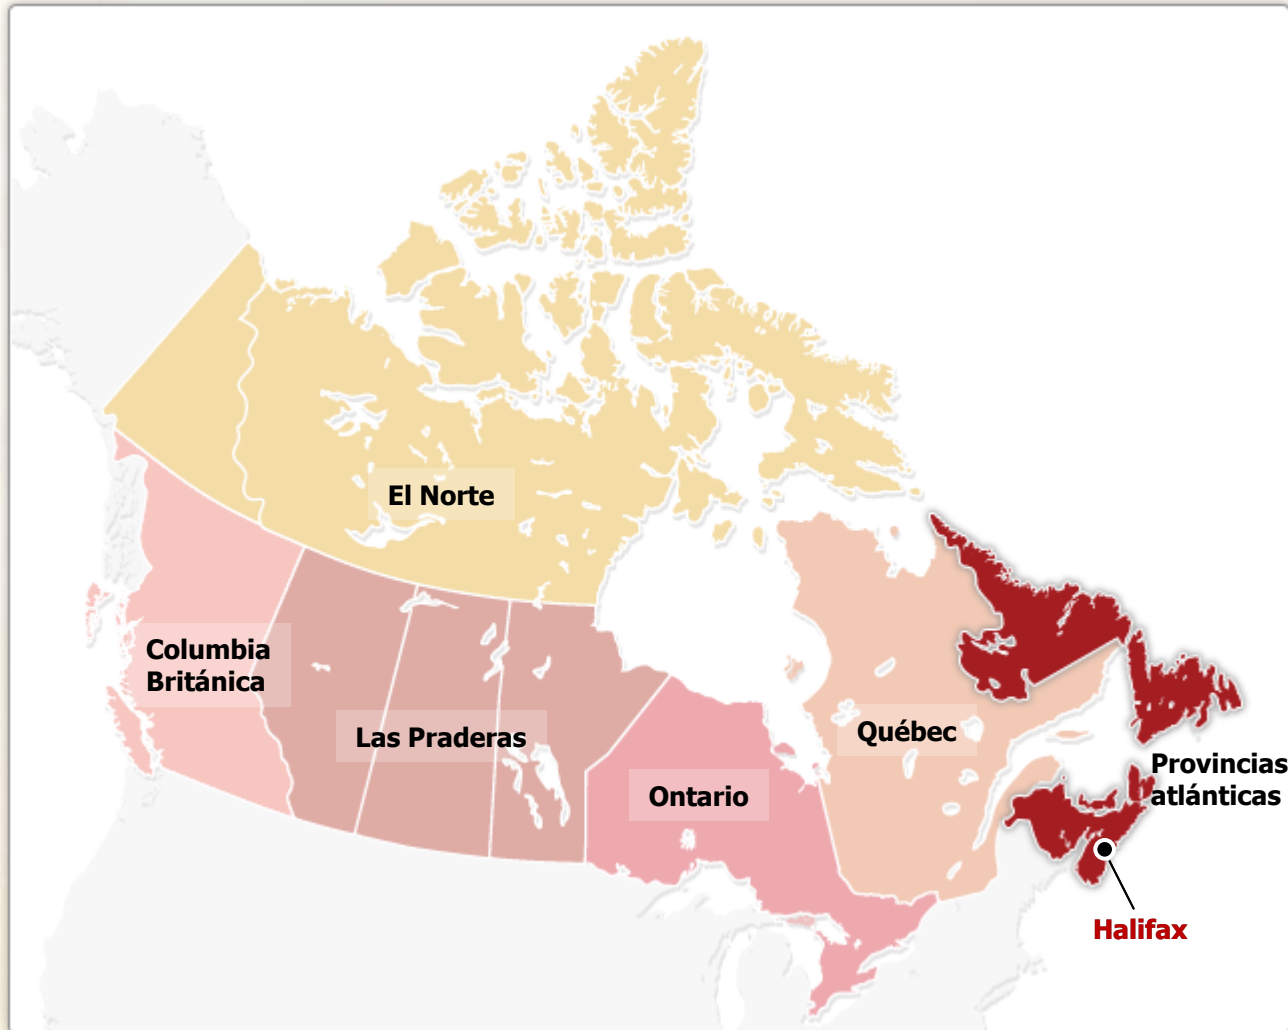 El Norte
Columbia
Británica
Las Praderas
Québec
Ontario
Provincias
atlánticas
Halifax